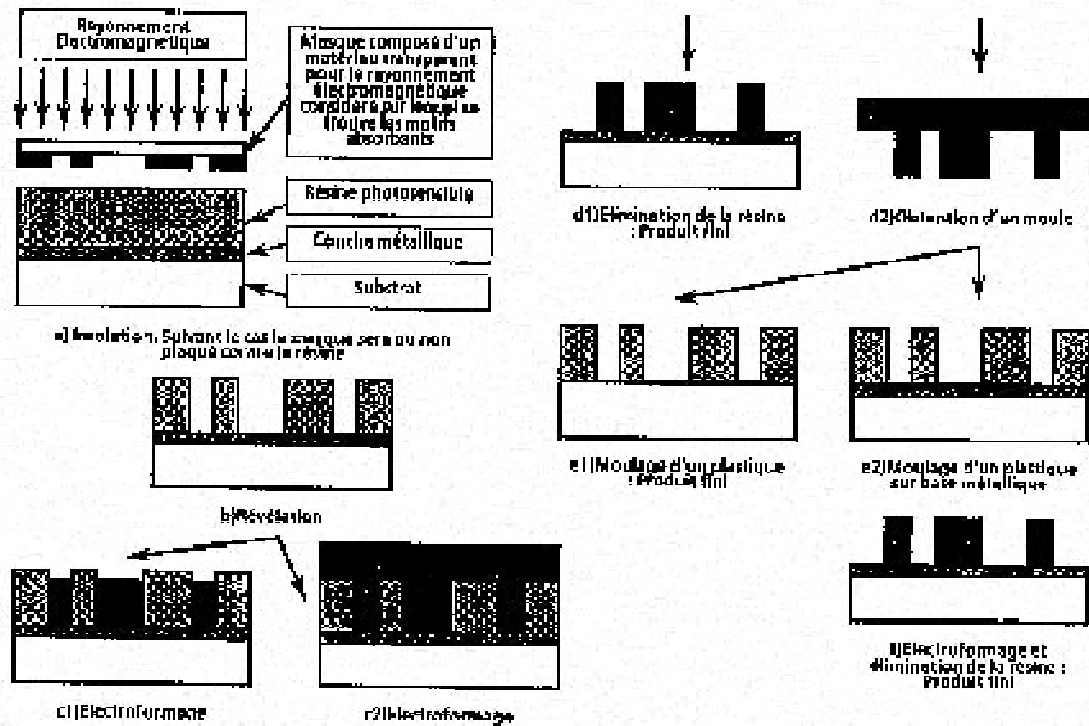 Rayonnement
Electromagnétique
Masque composé d'un
matériau transparent
pour le rayonnement
électromagnétique
considéré sur lequel se
trouve les motifs
absorbants
Résine photosensible
Couche métallique
Substrat
a) Insolation: Suivant le cas le masque sera ou non
plaqué contre la résine
b) Révélation
c1) Electroformage
c2) Electroformage
d1) Elimination de la résine
: Produit fini
d2) Obtention d'un moule
e1) Moulage d'un plastique
: Produit fini
e2) Moulage d'un plastique
sur base métallique
f) Electroformage et
élimination de la résine :
Produit fini